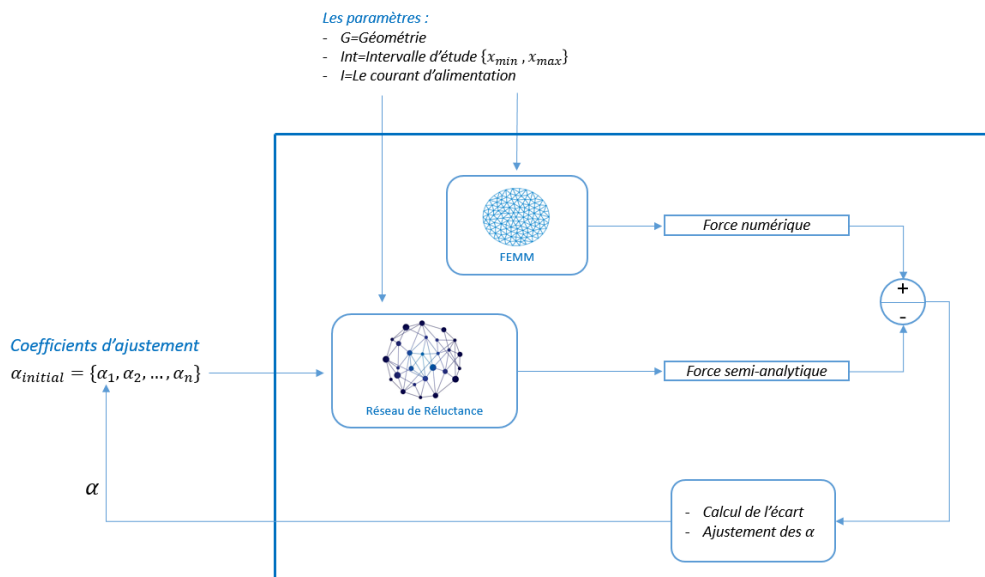 Les paramètres :
- G=Géométrie
- Int=Intervalle d’étude {x_min , x_max}
- I=Le courant d’alimentation
FEMM
Force numérique
+
-
Coefficients d’ajustement
α_initial = {α_1, α_2, …, α_n}
Réseau de Réluctance
Force semi-analytique
α
- Calcul de l’écart
- Ajustement des α